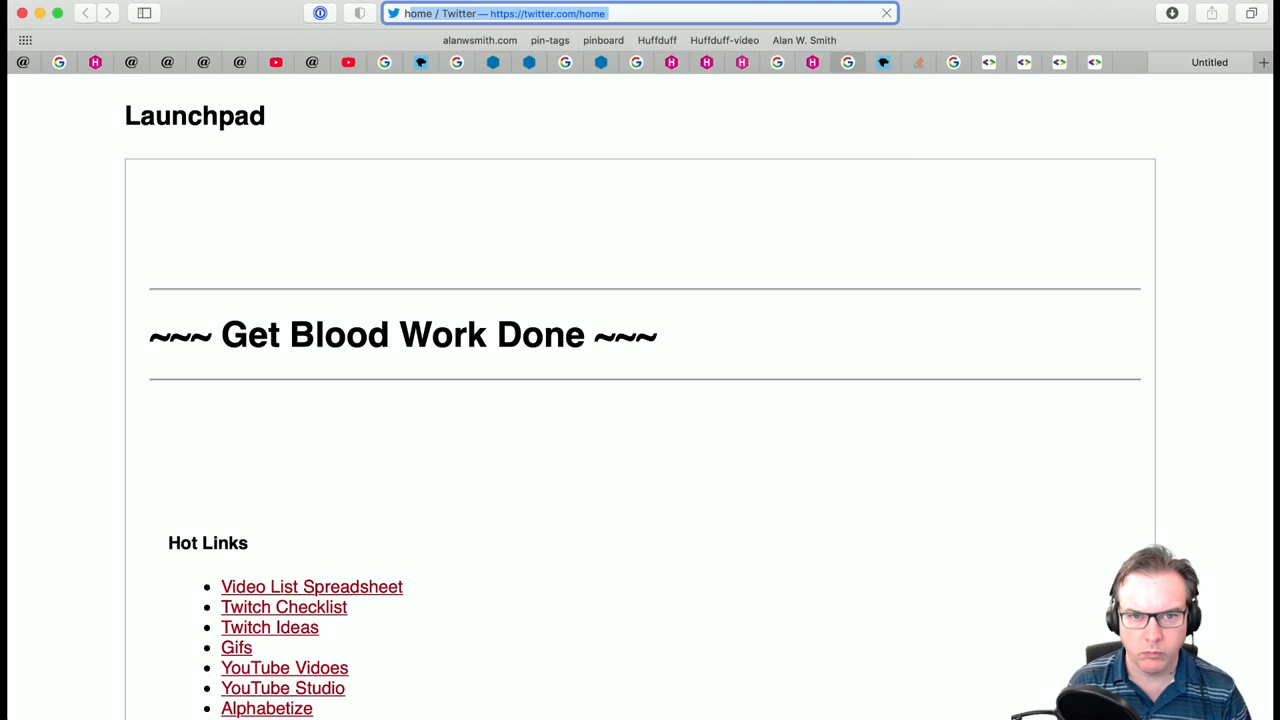 home / Twitter — https://twitter.com/home
alanwsmith.com pin-tags pinboard Huffduff Huffduff-video Alan W. Smith
Untitled
Launchpad
~~~ Get Blood Work Done ~~~
Hot Links
Video List Spreadsheet
Twitch Checklist
Twitch Ideas
Gifs
YouTube Vidoes
YouTube Studio
Alphabetize